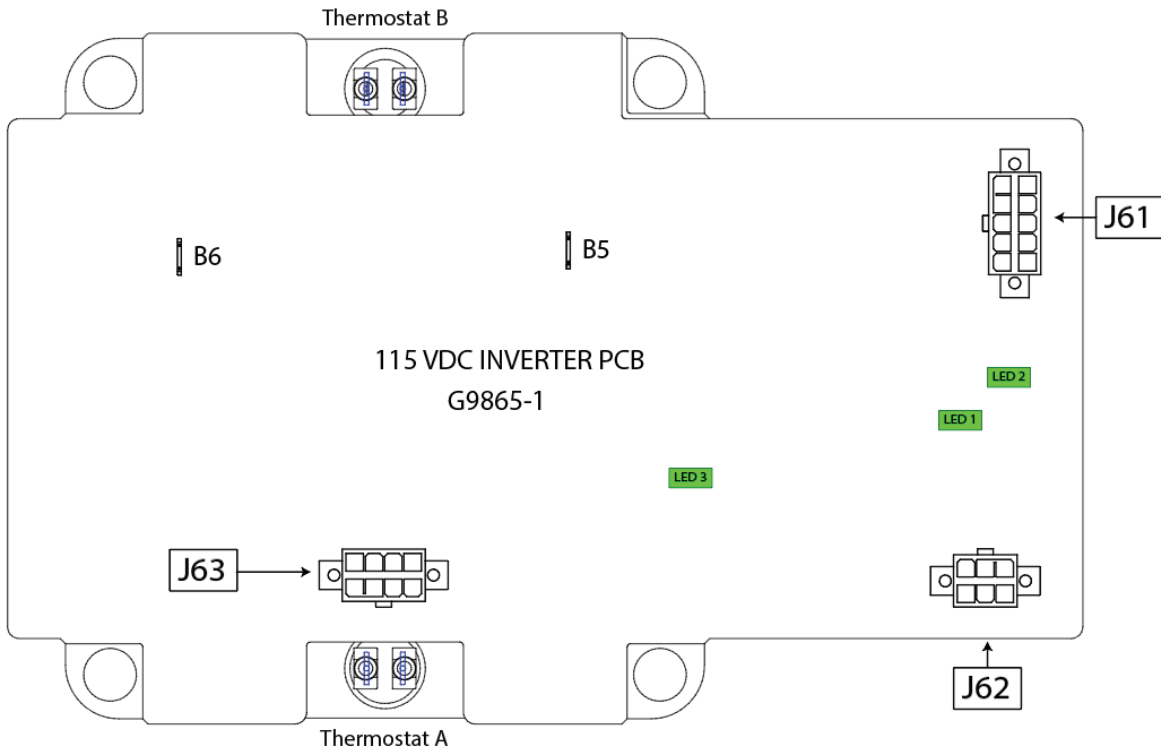 Thermostat B
J61
B6
B5
115 VDC INVERTER PCB
G9865-1
LED 2
LED 1
LED 3
J63
J62
Thermostat A